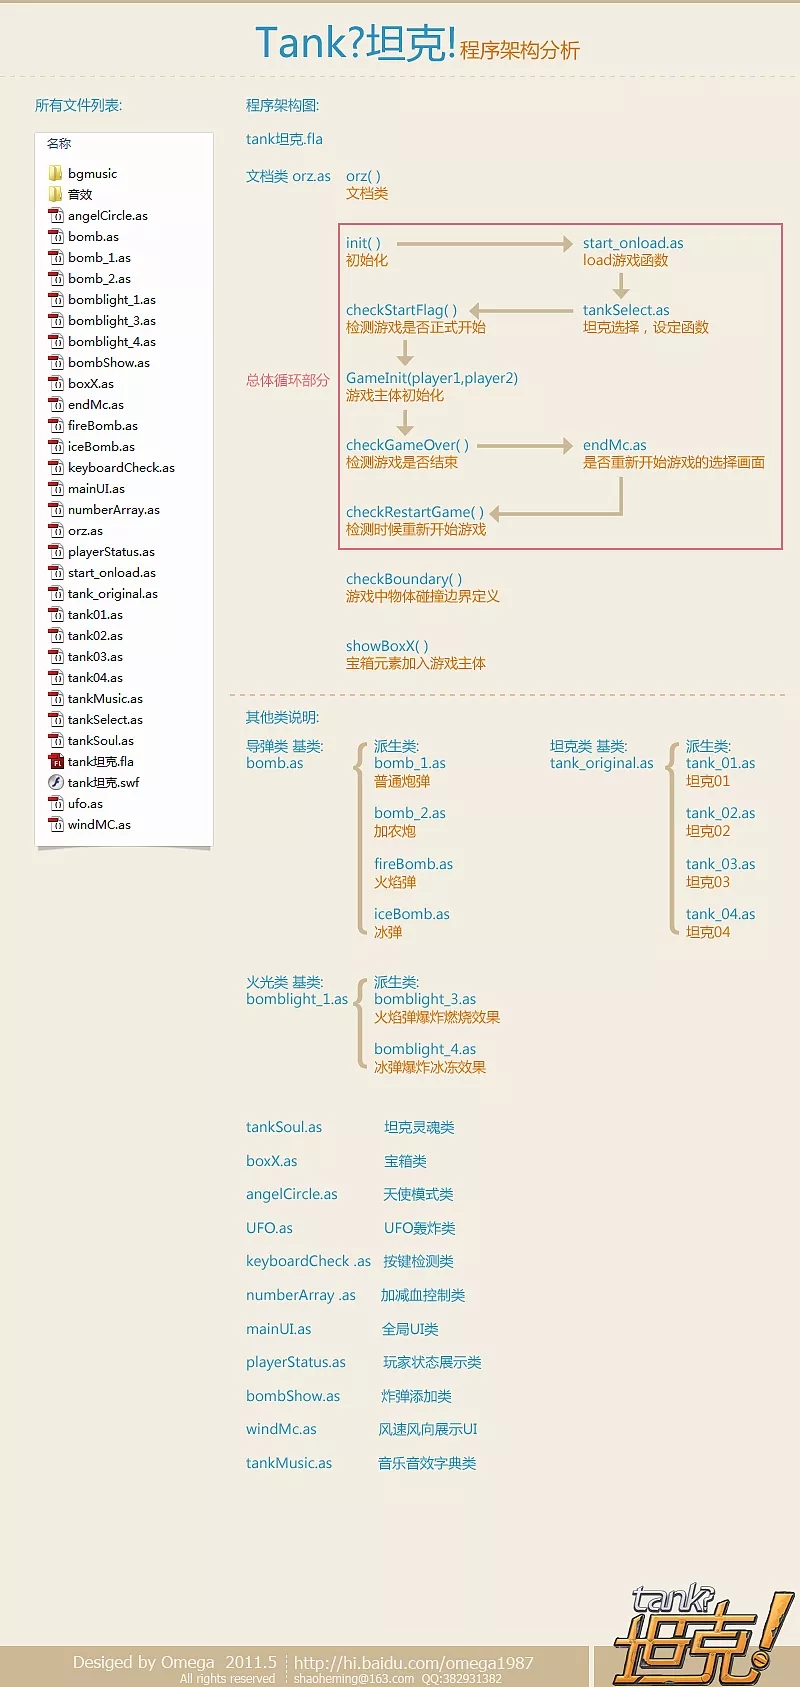 Tank?坦克!程序架构分析
所有文件列表:
名称
bgmusic
音效
angelCircle.as
bomb.as
bomb_1.as
bomb_2.as
bomblight_1.as
bomblight_3.as
bomblight_4.as
bombShow.as
boxX.as
endMc.as
fireBomb.as
iceBomb.as
keyboardCheck.as
mainUI.as
numberArray.as
orz.as
playerStatus.as
start_onload.as
tank_original.as
tank01.as
tank02.as
tank03.as
tank04.as
tankMusic.as
tankSelect.as
tankSoul.as
tank坦克.fla
tank坦克.swf
ufo.as
windMC.as
程序架构图:
tank坦克.fla
文档类 orz.as orz( )
文档类
总体循环部分
init( )
初始化
start_onload.as
load游戏函数
checkStartFlag( )
检测游戏是否正式开始
tankSelect.as
坦克选择，设定函数
GameInit(player1,player2)
游戏主体初始化
checkGameOver( )
检测游戏是否结束
endMc.as
是否重新开始游戏的选择画面
checkRestartGame( )
检测时候重新开始游戏
checkBoundary( )
游戏中物体碰撞边界定义
showBoxX( )
宝箱元素加入游戏主体
其他类说明:
导弹类 基类:
bomb.as
派生类:
bomb_1.as
普通炮弹
bomb_2.as
加农炮
fireBomb.as
火焰弹
iceBomb.as
冰弹
坦克类 基类:
tank_original.as
派生类:
tank_01.as
坦克01
tank_02.as
坦克02
tank_03.as
坦克03
tank_04.as
坦克04
火光类 基类:
bomblight_1.as
派生类:
bomblight_3.as
火焰弹爆炸燃烧效果
bomblight_4.as
冰弹爆炸冰冻效果
tankSoul.as 坦克灵魂类
boxX.as 宝箱类
angelCircle.as 天使模式类
UFO.as UFO轰炸类
keyboardCheck .as 按键检测类
numberArray .as 加减血控制类
mainUI.as 全局UI类
playerStatus.as 玩家状态展示类
bombShow.as 炸弹添加类
windMc.as 风速风向展示UI
tankMusic.as 音乐音效字典类
Desiged by Omega 2011.5
All rights reserved
http://hi.baidu.com/omega1987
shaoheming@163.com QQ:382931382
tank?
坦克!